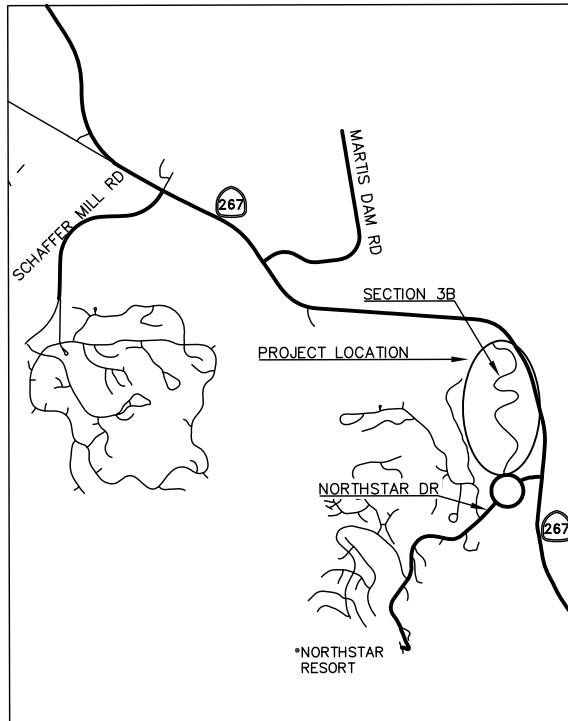 SCHAFFER MILL RD
267
MARTIS DAM RD
SECTION 3B
PROJECT LOCATION
NORTHSTAR DR
267
NORTHSTAR
RESORT